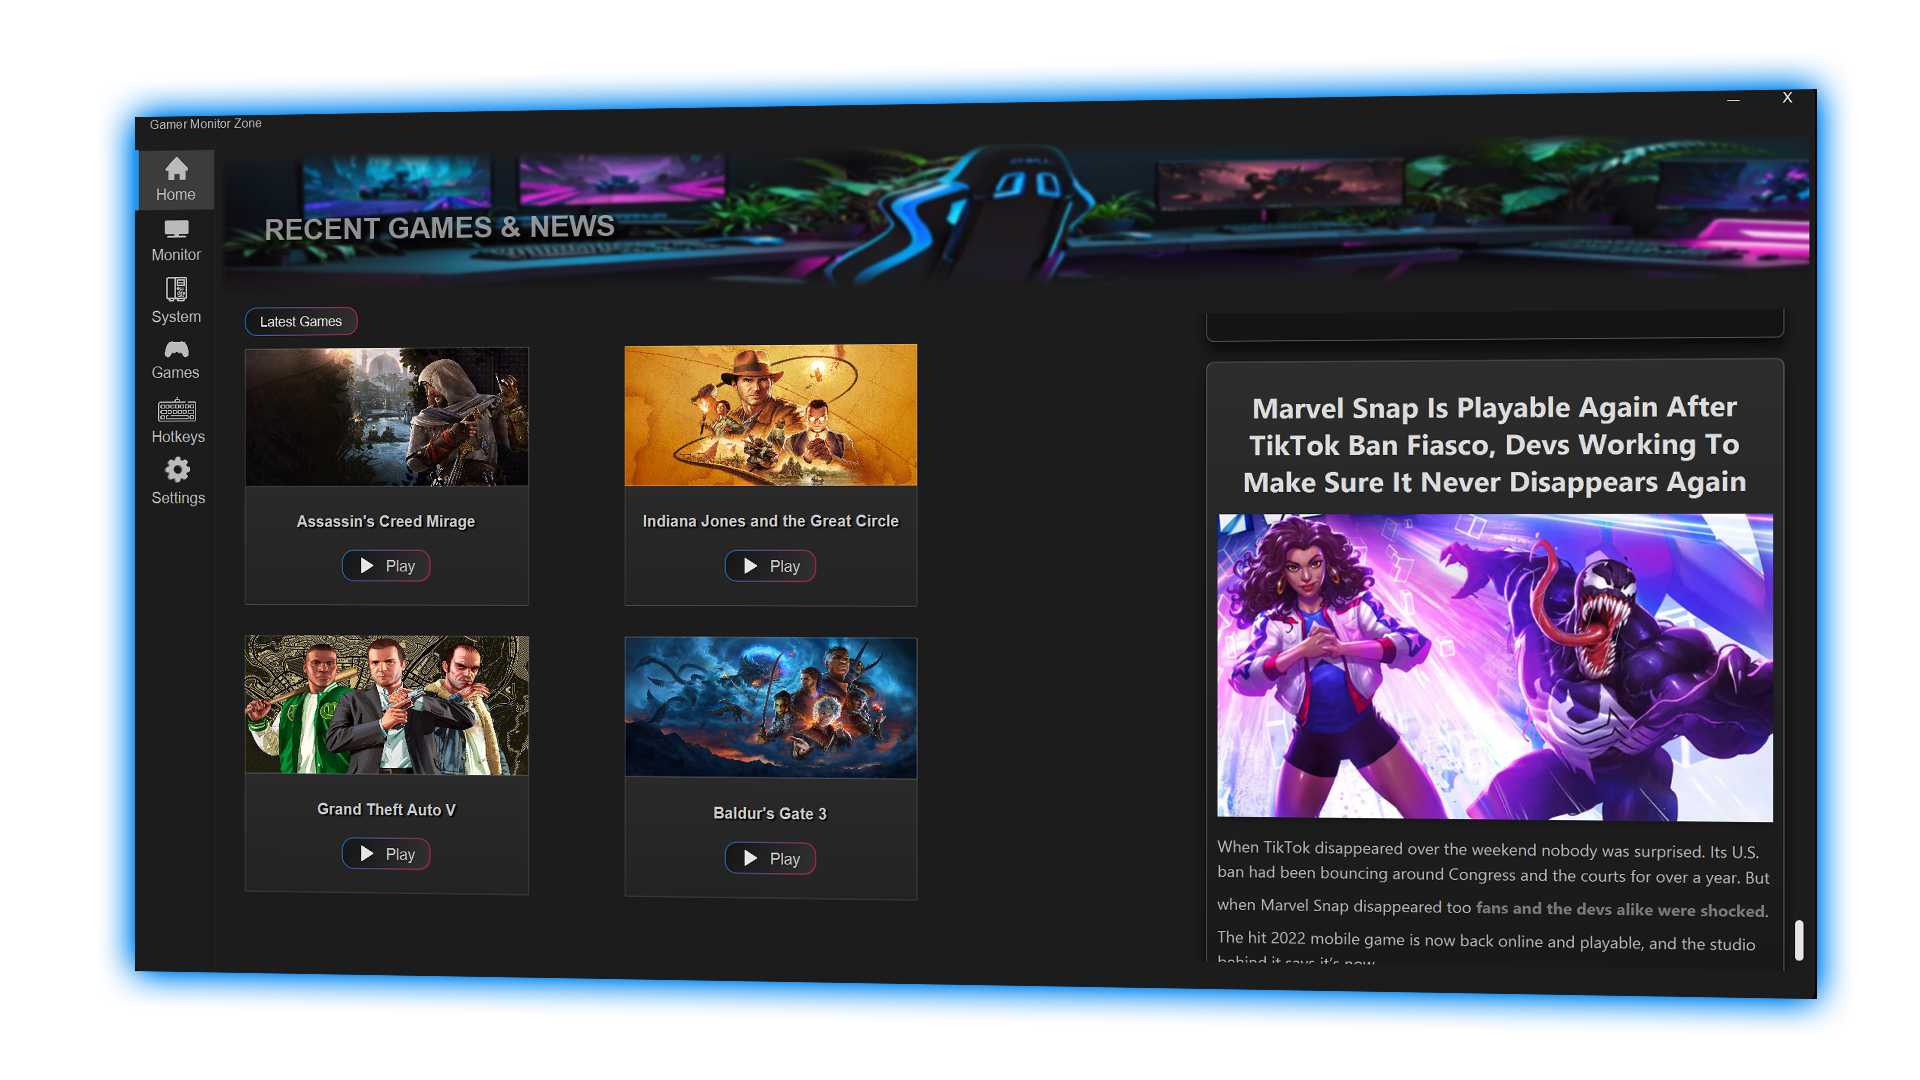 Gamer Monitor Zone
X
Home
Monitor
System
Games
Hotkeys
Settings
RECENT GAMES & NEWS
Latest Games
Assassin's Creed Mirage
Play
Indiana Jones and the Great Circle
Play
Grand Theft Auto V
Play
Baldur's Gate 3
Play
Marvel Snap Is Playable Again After
TikTok Ban Fiasco, Devs Working To
Make Sure It Never Disappears Again
When TikTok disappeared over the weekend nobody was surprised. Its U.S.
ban had been bouncing around Congress and the courts for over a year. But
when Marvel Snap disappeared too fans and the devs alike were shocked.
The hit 2022 mobile game is now back online and playable, and the studio
behind it says it's now